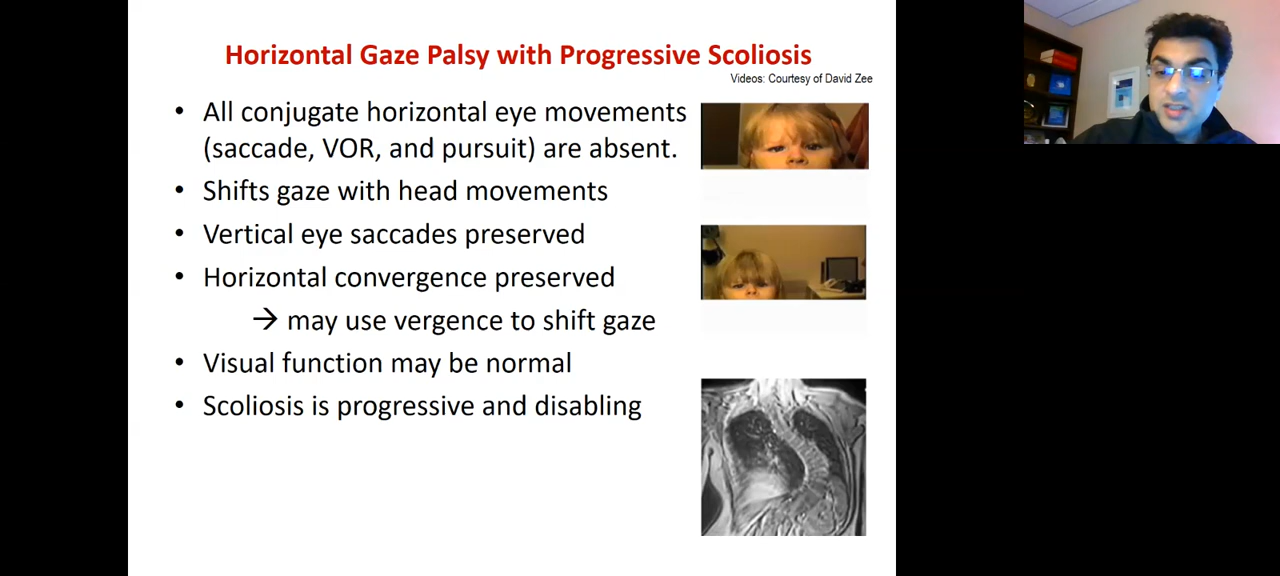 Horizontal Gaze Palsy with Progressive Scoliosis
Videos: Courtesy of David Zee
• All conjugate horizontal eye movements
(saccade, VOR, and pursuit) are absent.
• Shifts gaze with head movements
• Vertical eye saccades preserved
• Horizontal convergence preserved
→ may use vergence to shift gaze
• Visual function may be normal
• Scoliosis is progressive and disabling